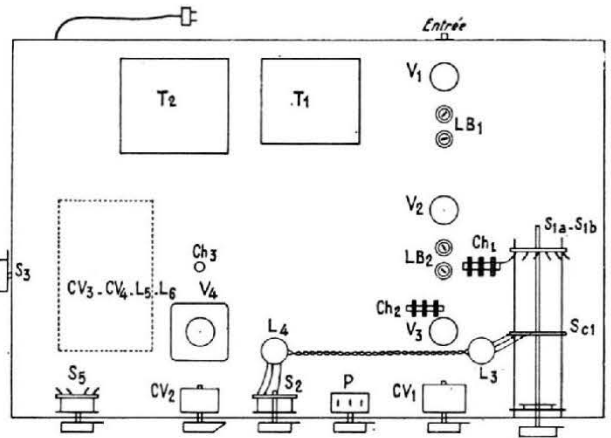 Entrée
V1
T2
T1
LB1
V2
S1a-S1b
Ch1
Ch3
LB2
S3
CV3-CV4-L5-L6
V4
Ch2
V3
Sc1
L4
L3
S5
CV2
S2
P
CV1